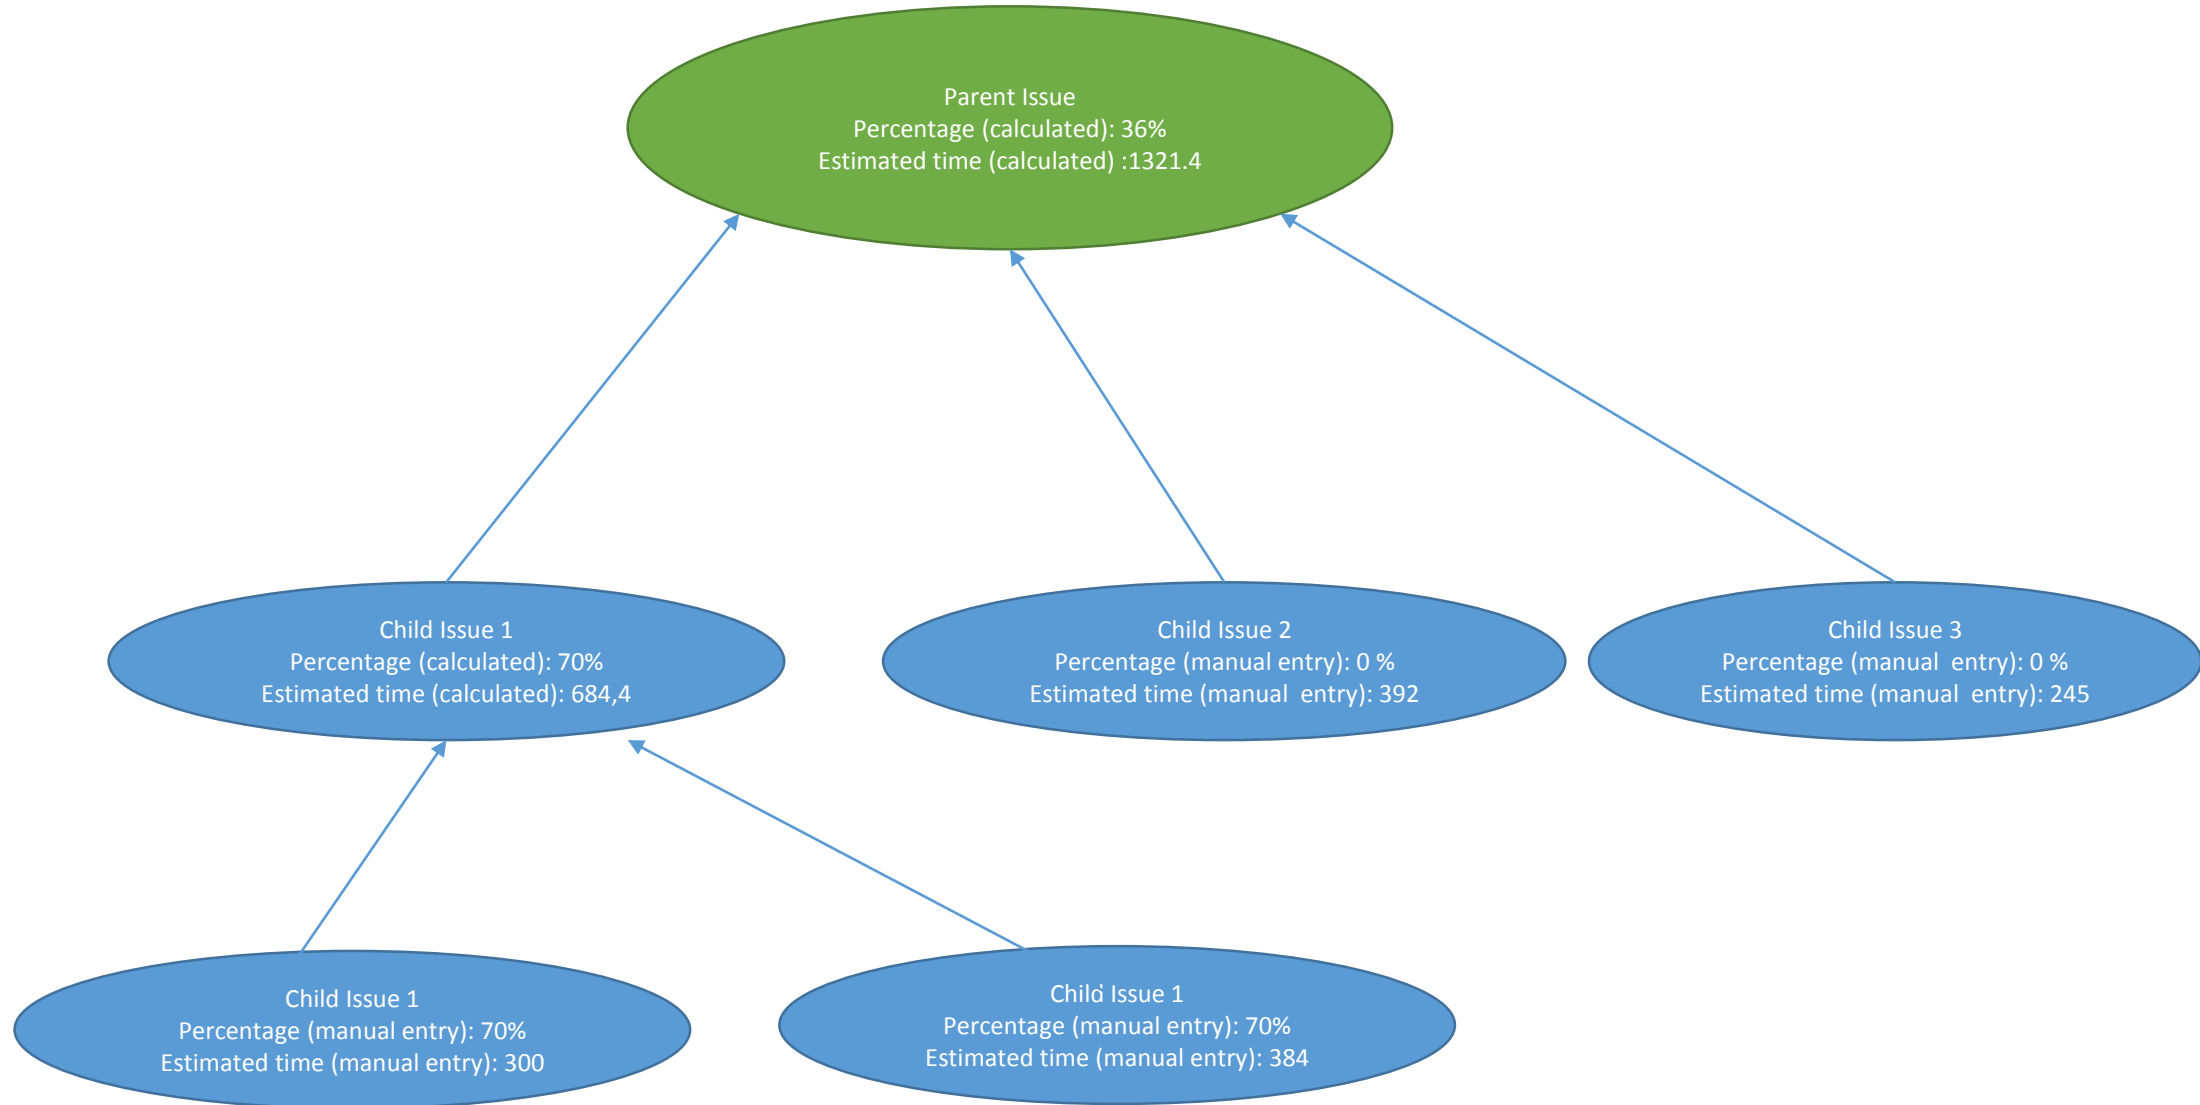 Parent Issue
Percentage (calculated): 36%
Estimated time (calculated) :1321.4
Child Issue 1
Percentage (calculated): 70%
Estimated time (calculated): 684,4
Child Issue 2
Percentage (manual entry): 0 %
Estimated time (manual  entry): 392
Child Issue 3
Percentage (manual  entry): 0 %
Estimated time (manual  entry): 245
Child Issue 1
Percentage (manual entry): 70%
Estimated time (manual entry): 300
Child Issue 1
Percentage (manual entry): 70%
Estimated time (manual entry): 384